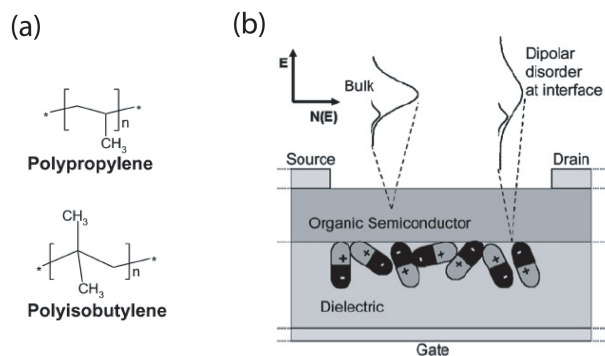 (a)
*
n
*
CH3
Polypropylene
CH3
*
n
*
CH3
Polyisobutylene
(b)
E
N(E)
Bulk
Dipolar
disorder
at interface
Source
Drain
Organic Semiconductor
+ - + - + - + - + - + - + -
Dielectric
Gate